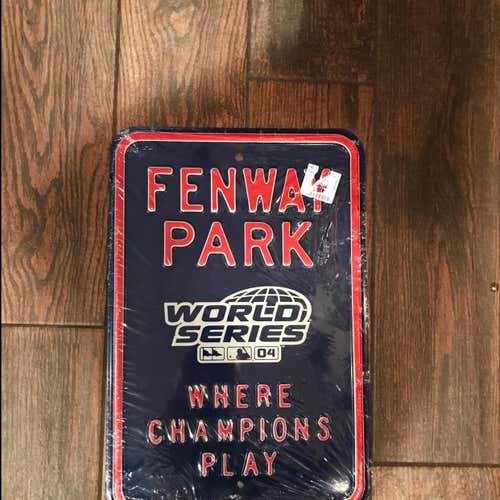 FENWAY
PARK
WORLD
SERIES
04
WHERE
CHAMPIONS
PLAY